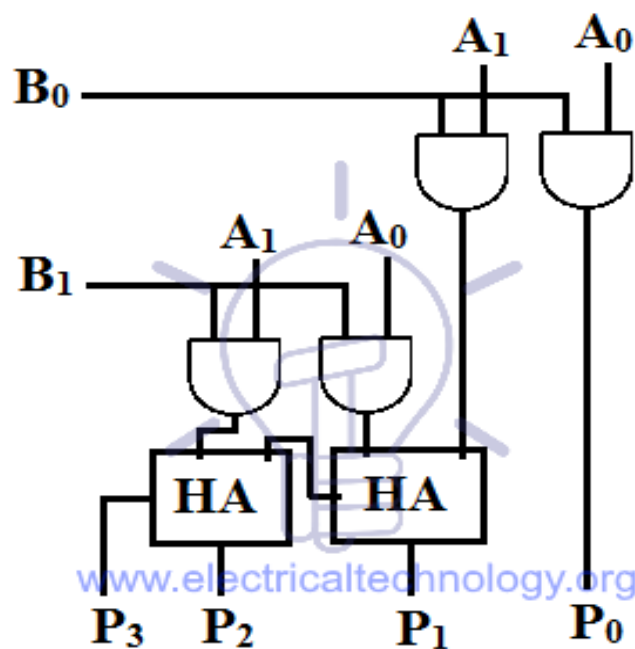 A₁ A₀
B₀
A₁ A₀
B₁
HA HA
www.electricaltechnology.org
P₃ P₂ P₁ P₀